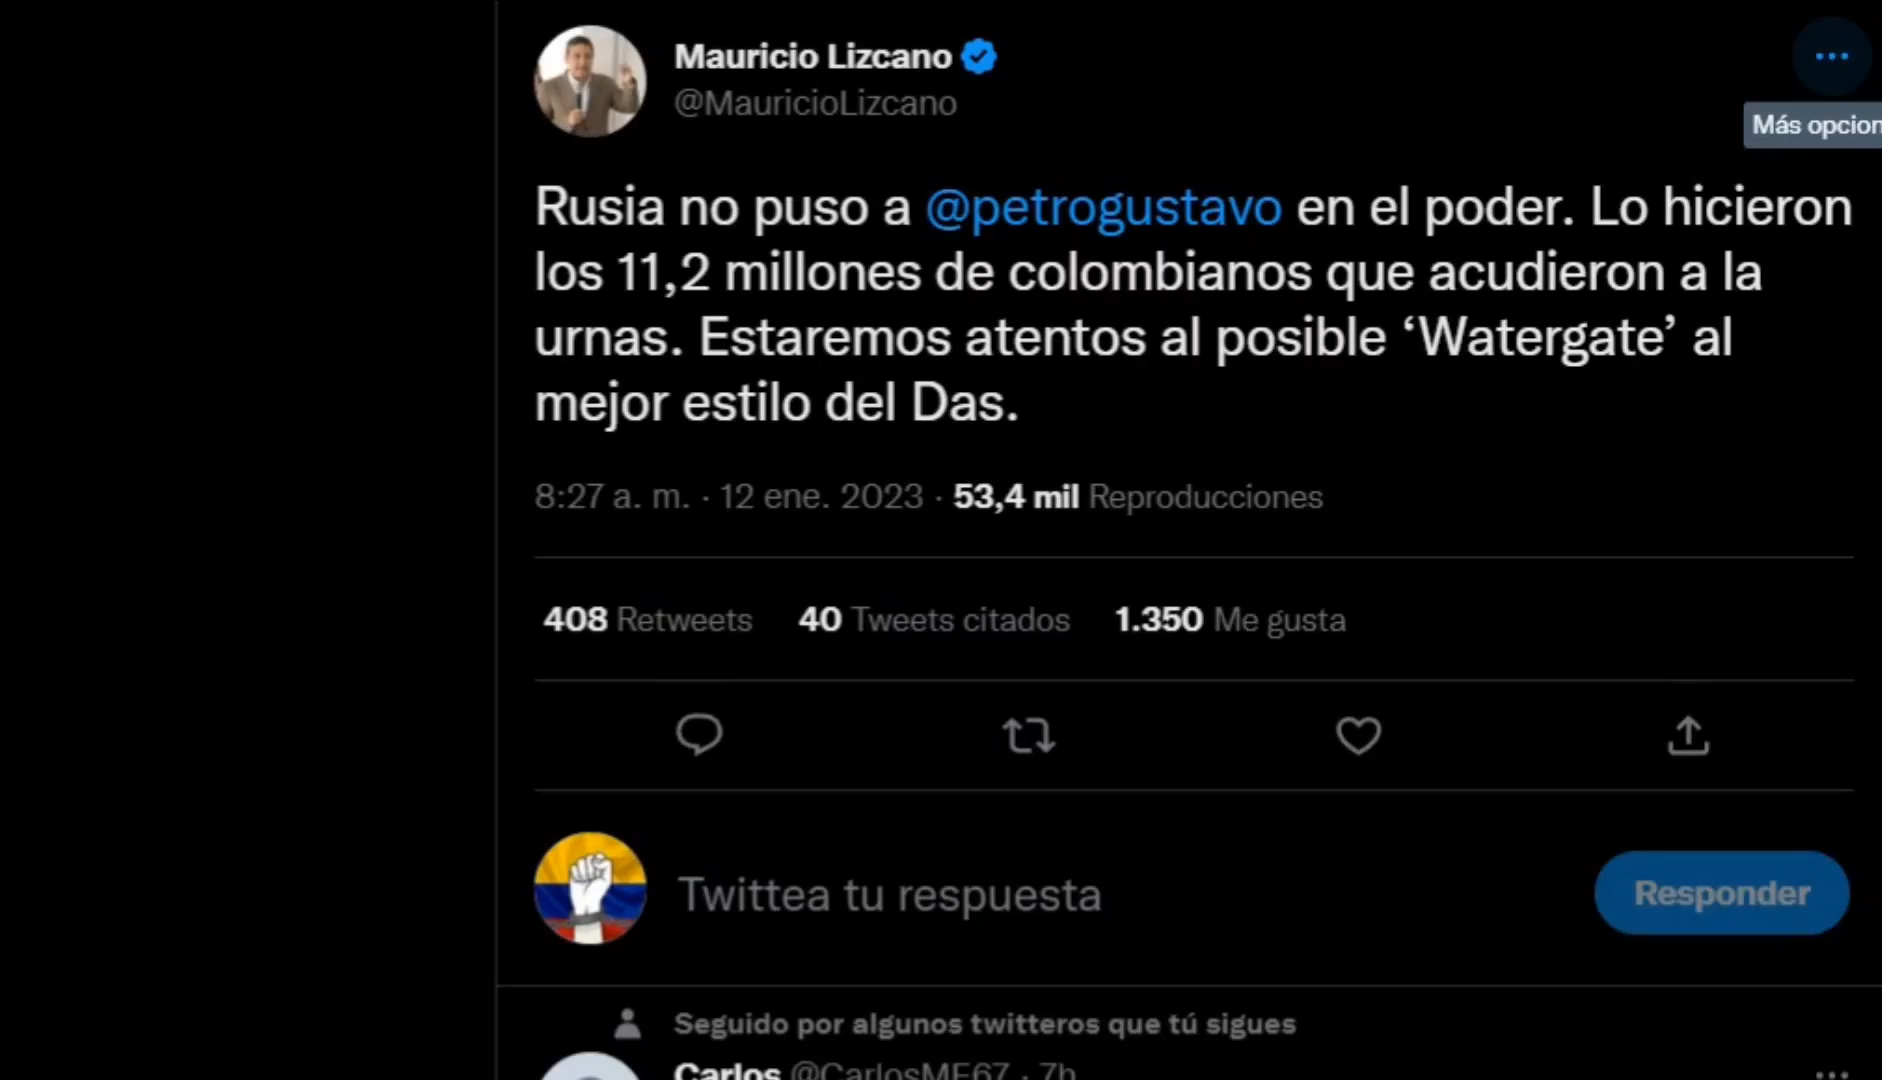 Mauricio Lizcano
@MauricioLizcano
Más opcion
Rusia no puso a @petrogustavo en el poder. Lo hicieron
los 11,2 millones de colombianos que acudieron a la
urnas. Estaremos atentos al posible ‘Watergate’ al
mejor estilo del Das.
8:27 a. m. · 12 ene. 2023 · 53,4 mil Reproducciones
408 Retweets 40 Tweets citados 1.350 Me gusta
Twittea tu respuesta
Responder
Seguido por algunos twitteros que tú sigues
Carlos @CarlosME67 · 7h